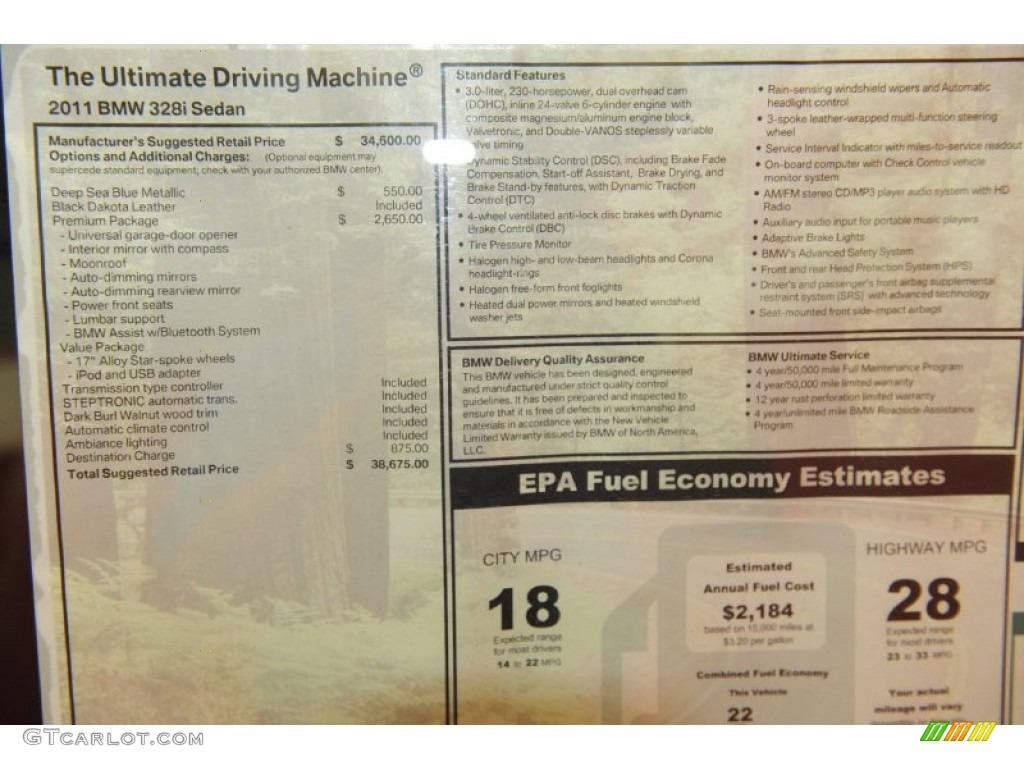 The Ultimate Driving Machine®
2011 BMW 328i Sedan
Manufacturer's Suggested Retail Price $ 34,600.00
Options and Additional Charges: (Optional equipment may
supercede standard equipment; check with your authorized BMW center).
Deep Sea Blue Metallic $ 550.00
Black Dakota Leather Included
Premium Package $ 2,650.00
- Universal garage-door opener
- Interior mirror with compass
- Moonroof
- Auto-dimming mirrors
- Auto-dimming rearview mirror
- Power front seats
- Lumbar support
- BMW Assist w/Bluetooth System
Value Package
- 17" Alloy Star-spoke wheels
- iPod and USB adapter
Transmission type controller Included
STEPTRONIC automatic trans. Included
Dark Burl Walnut wood trim Included
Automatic climate control Included
Ambiance lighting Included
Destination Charge $ 875.00
Total Suggested Retail Price $ 38,675.00
Standard Features
• 3.0-liter, 230-horsepower, dual overhead cam
(DOHC), inline 24-valve 6-cylinder engine with
composite magnesium/aluminum engine block,
Valvetronic, and Double-VANOS steplessly variable
valve timing
Dynamic Stability Control (DSC), including Brake Fade
Compensation, Start-off Assistant, Brake Drying, and
Brake Stand-by features, with Dynamic Traction
Control (DTC)
• 4-wheel ventilated anti-lock disc brakes with Dynamic
Brake Control (DBC)
• Tire Pressure Monitor
• Halogen high- and low-beam headlights and Corona
headlight-rings
• Halogen free-form front foglights
• Heated dual power mirrors and heated windshield
washer jets
• Rain-sensing windshield wipers and Automatic
headlight control
• 3-spoke leather-wrapped multi-function steering
wheel
• Service Interval Indicator with miles-to-service readout
• On-board computer with Check Control vehicle
monitor system
• AM/FM stereo CD/MP3 player audio system with HD
Radio
• Auxiliary audio input for portable music players
• Adaptive Brake Lights
• BMW's Advanced Safety System
• Front and rear Head Protection System (HPS)
• Driver's and passenger's front airbag supplemental
restraint system (SRS) with advanced technology
• Seat-mounted front side-impact airbags
BMW Delivery Quality Assurance
This BMW vehicle has been designed, engineered
and manufactured under strict quality control
guidelines. It has been prepared and inspected to
ensure that it is free of defects in workmanship and
materials in accordance with the New Vehicle
Limited Warranty issued by BMW of North America,
LLC.
BMW Ultimate Service
• 4 year/50,000 mile Full Maintenance Program
• 4 year/50,000 mile limited warranty
• 12 year rust perforation limited warranty
• 4 year/unlimited mile BMW Roadside Assistance
Program
EPA Fuel Economy Estimates
CITY MPG
18
Expected range
for most drivers
14 to 22 MPG
Estimated
Annual Fuel Cost
$2,184
based on 15,000 miles at
$3.20 per gallon
Combined Fuel Economy
This Vehicle
22
HIGHWAY MPG
28
Expected range
for most drivers
23 to 33 MPG
Your actual
mileage will vary
GTCARLOT.COM